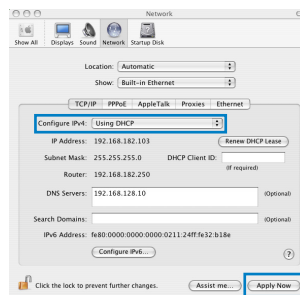 Network
Show All Displays Sound Network Startup Disk
Location: Automatic
Show: Built-in Ethernet
TCP/IP PPPoE AppleTalk Proxies Ethernet
Configure IPv4: Using DHCP
IP Address: 192.168.182.103 Renew DHCP Lease
Subnet Mask: 255.255.255.0 DHCP Client ID:
(If required)
Router: 192.168.182.250
DNS Servers: 192.168.128.10 (Optional)
Search Domains: (Optional)
IPv6 Address: fe80:0000:0000:0000:0211:24ff:fe32:b18e
Configure IPv6... ?
Click the lock to prevent further changes. Assist me... Apply Now